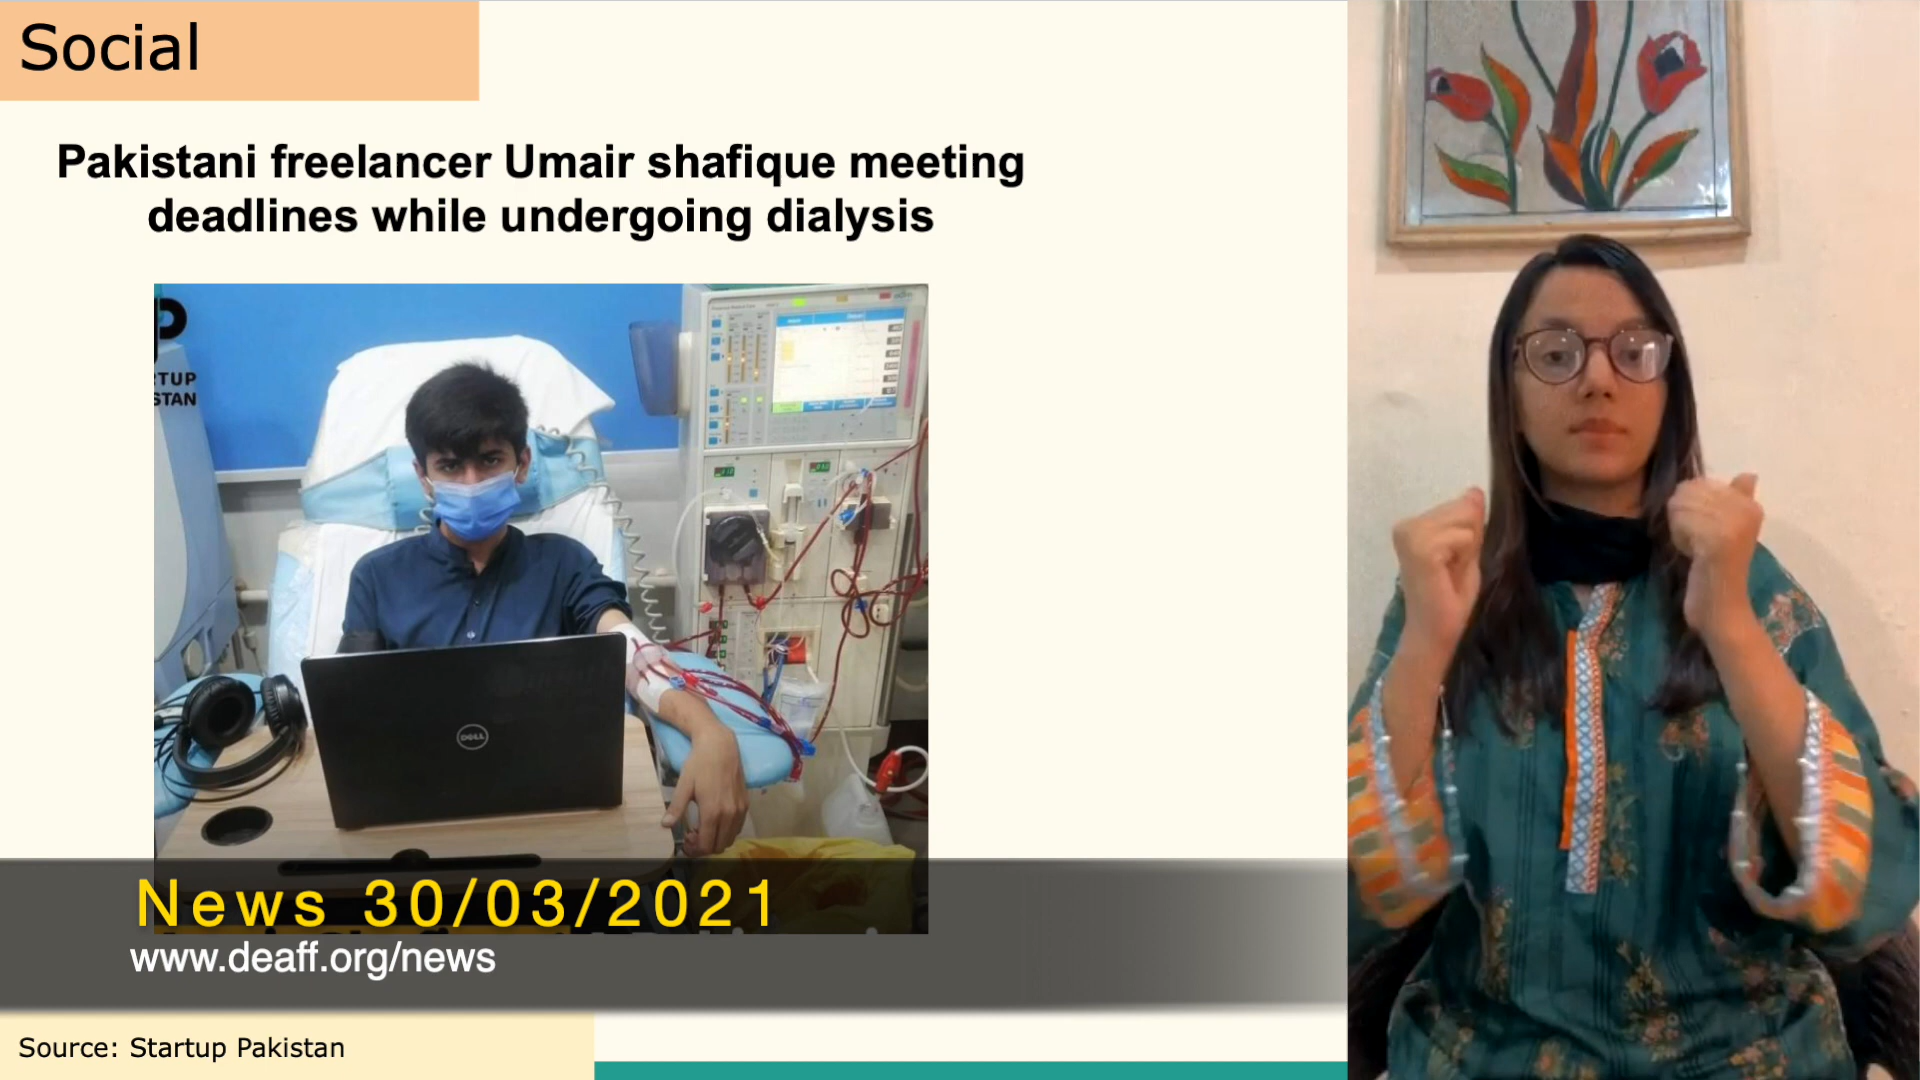 Social
Pakistani freelancer Umair shafique meeting
deadlines while undergoing dialysis
DELL
News 30/03/2021
www.deaff.org/news
Source: Startup Pakistan